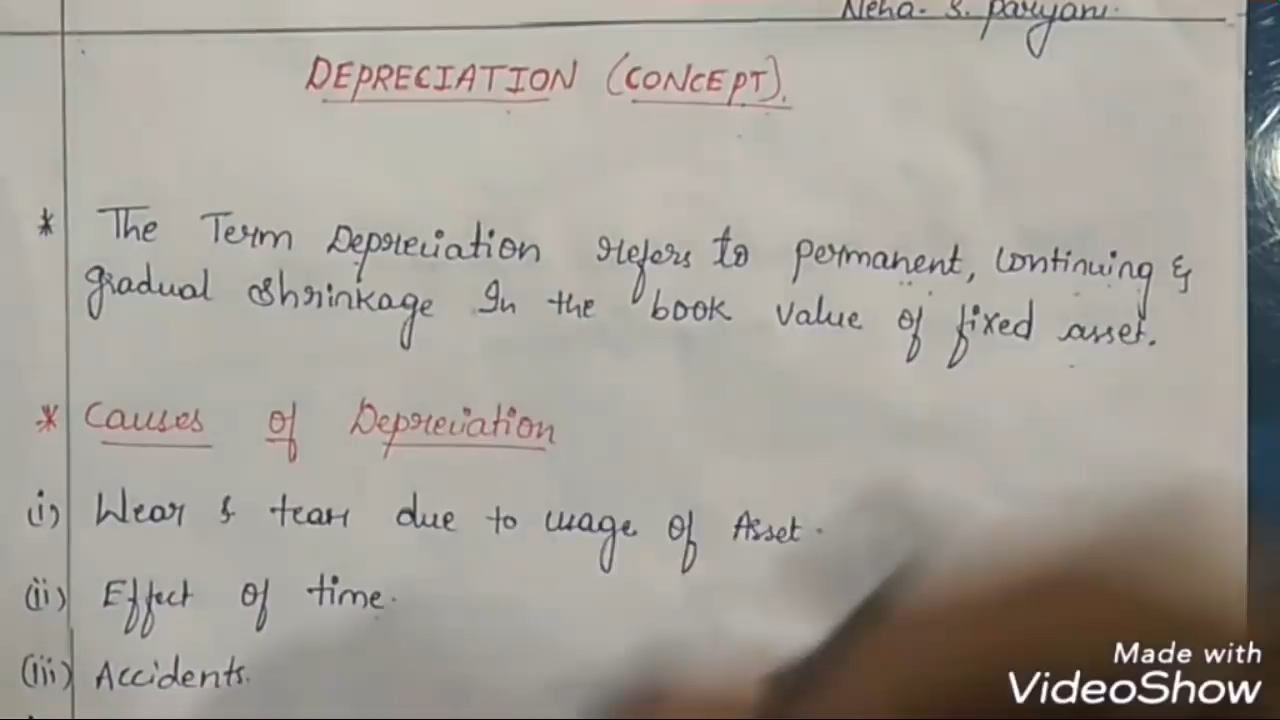 Neha. S. Paryani.
DEPRECIATION (CONCEPT).
* The Term Depreciation refers to permanent, continuing &
gradual shrinkage In the book value of fixed asset.
* Causes of Depreciation
(i) Wear & tear due to usage of Asset.
(ii) Effect of time.
(iii) Accidents.
Made with
VideoShow